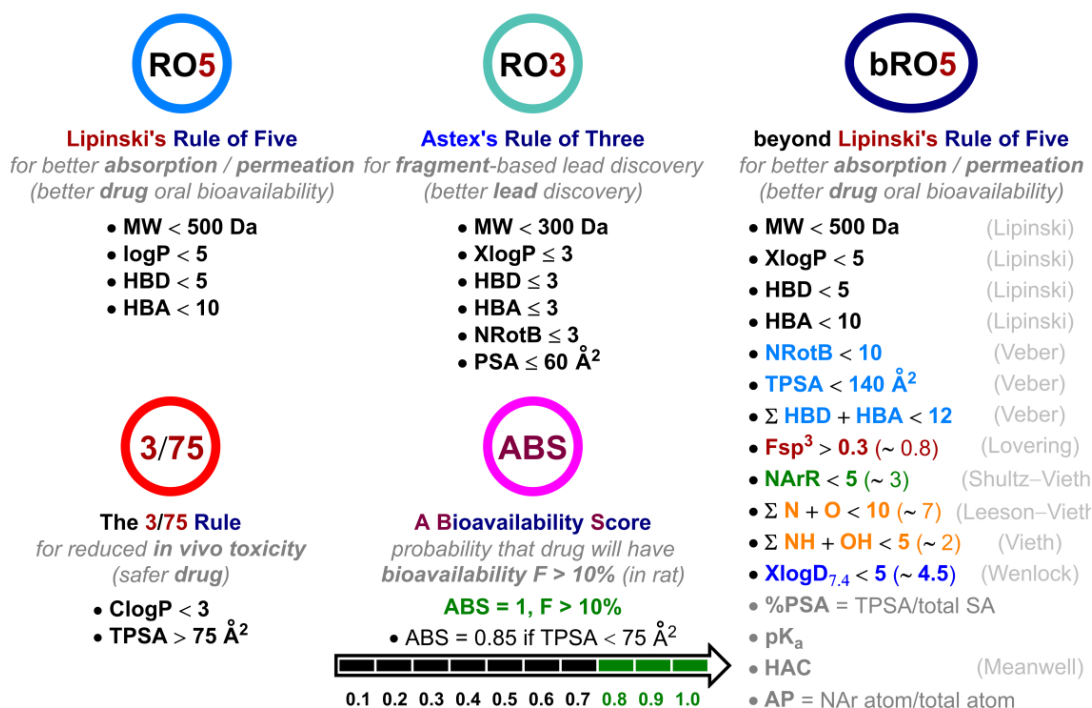 RO5
Lipinski's Rule of Five
for better absorption / permeation
(better drug oral bioavailability)
• MW < 500 Da
• logP < 5
• HBD < 5
• HBA < 10
RO3
Astex's Rule of Three
for fragment-based lead discovery
(better lead discovery)
• MW < 300 Da
• XlogP ≤ 3
• HBD ≤ 3
• HBA ≤ 3
• NRotB ≤ 3
• PSA ≤ 60 Å²
bRO5
beyond Lipinski's Rule of Five
for better absorption / permeation
(better drug oral bioavailability)
• MW < 500 Da (Lipinski)
• XlogP < 5 (Lipinski)
• HBD < 5 (Lipinski)
• HBA < 10 (Lipinski)
• NRotB < 10 (Veber)
• TPSA < 140 Å² (Veber)
• Σ HBD + HBA < 12 (Veber)
• Fsp³ > 0.3 (~ 0.8) (Lovering)
• NArR < 5 (~ 3) (Shultz–Vieth)
• Σ N + O < 10 (~ 7) (Leeson–Vieth)
• Σ NH + OH < 5 (~ 2) (Vieth)
• XlogD₇.₄ < 5 (~ 4.5) (Wenlock)
• %PSA = TPSA/total SA
• pKₐ
• HAC (Meanwell)
• AP = NAr atom/total atom
3/75
The 3/75 Rule
for reduced in vivo toxicity
(safer drug)
• ClogP < 3
• TPSA > 75 Å²
ABS
A Bioavailability Score
probability that drug will have
bioavailability F > 10% (in rat)
ABS = 1, F > 10%
• ABS = 0.85 if TPSA < 75 Å²
0.1 0.2 0.3 0.4 0.5 0.6 0.7 0.8 0.9 1.0